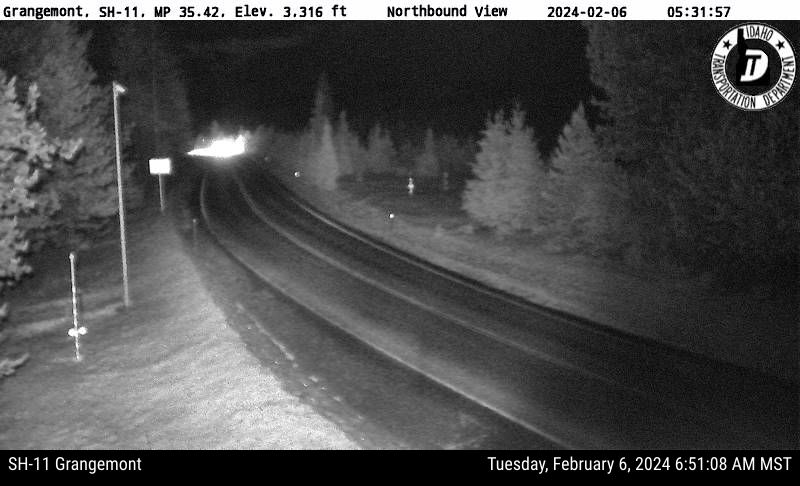 Grangemont, SH-11, MP 35.42, Elev. 3,316 ft Northbound View 2024-02-06 05:31:57
IDAHO
TRANSPORTATION DEPARTMENT
SH-11 Grangemont Tuesday, February 6, 2024 6:51:08 AM MST